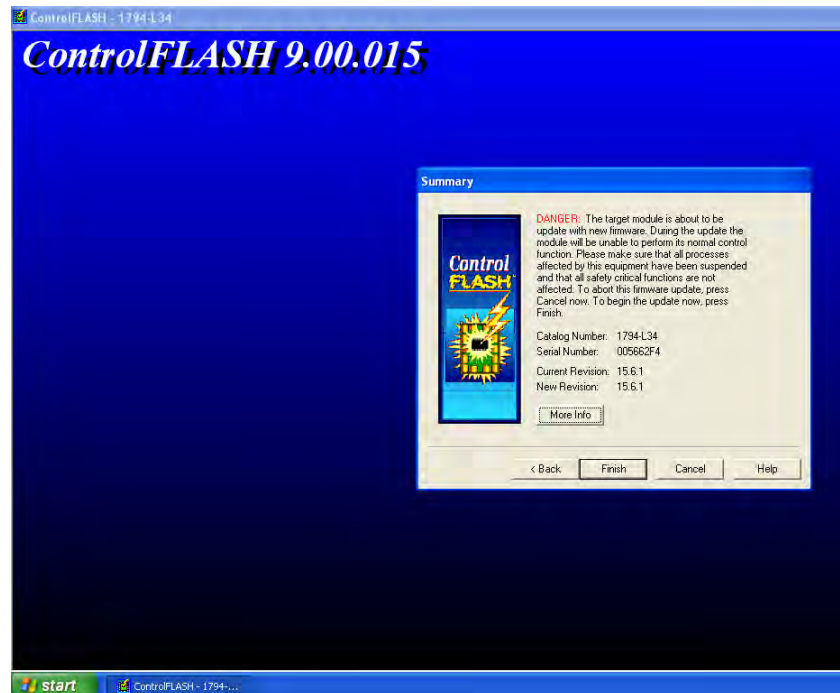 ControlFLASH - 1794-L34
ControlFLASH 9.00.015
Summary
Control
FLASH
DANGER: The target module is about to be
update with new firmware. During the update the
module will be unable to perform its normal control
function. Please make sure that all processes
affected by this equipment have been suspended
and that all safety critical functions are not
affected. To abort this firmware update, press
Cancel now. To begin the update now, press
Finish.
Catalog Number: 1794-L34
Serial Number: 005662F4
Current Revision: 15.6.1
New Revision: 15.6.1
More Info
< Back Finish Cancel Help
start ControlFLASH - 1794-...